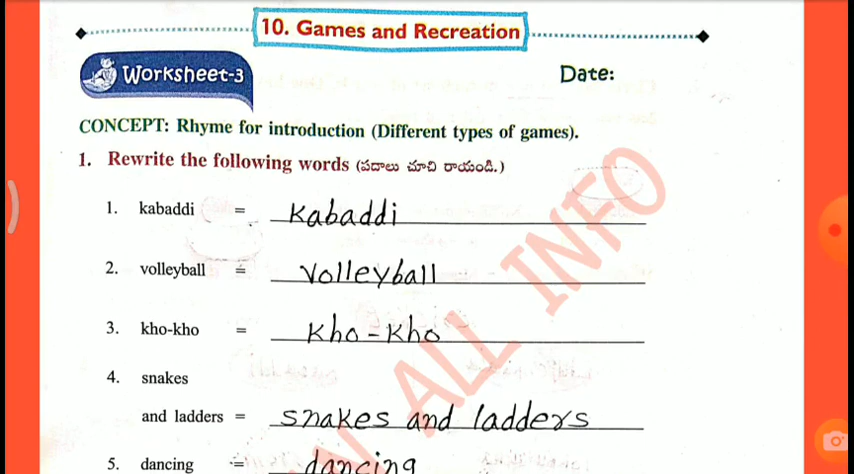 10. Games and Recreation
Worksheet-3
Date:
CONCEPT: Rhyme for introduction (Different types of games).
1. Rewrite the following words (పదాలు చూచి రాయండి.)
1. kabaddi = Kabaddi
2. volleyball = Volleyball
3. kho-kho = Kho-Kho
4. snakes
and ladders = snakes and ladders
5. dancing = dancing
N ALL INFO